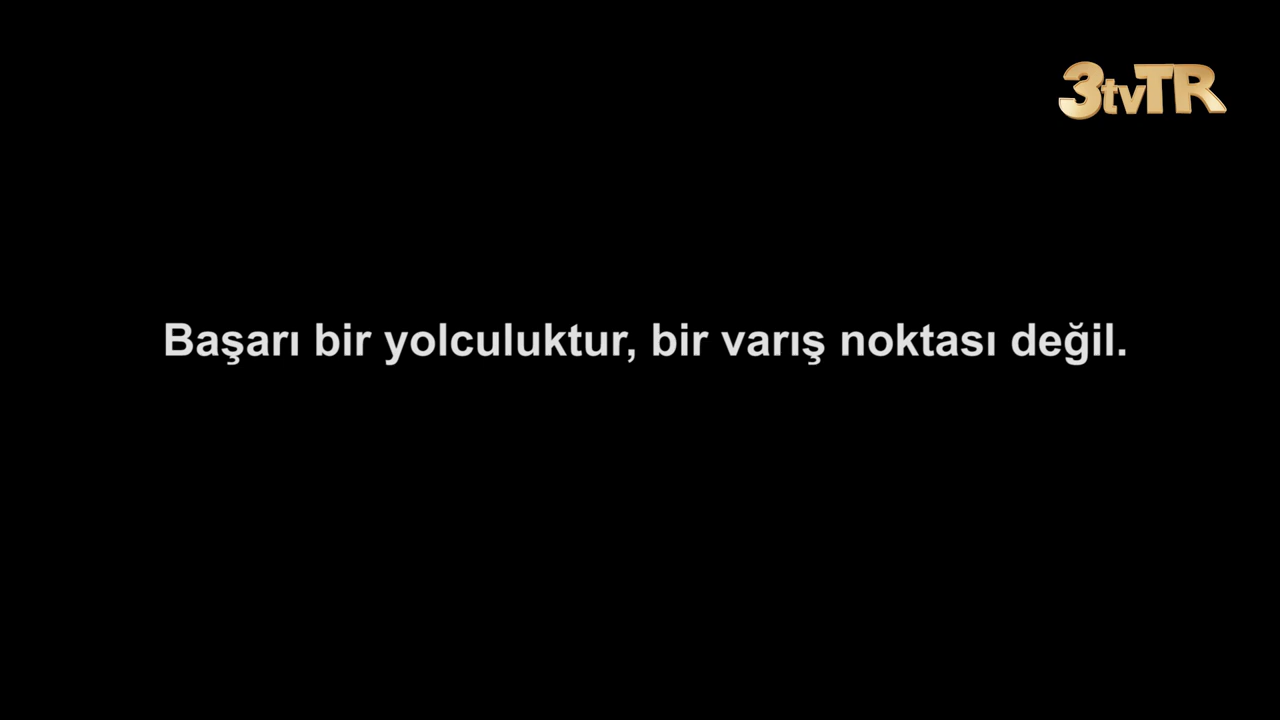 3tvTR
Başarı bir yolculuktur, bir varış noktası değil.